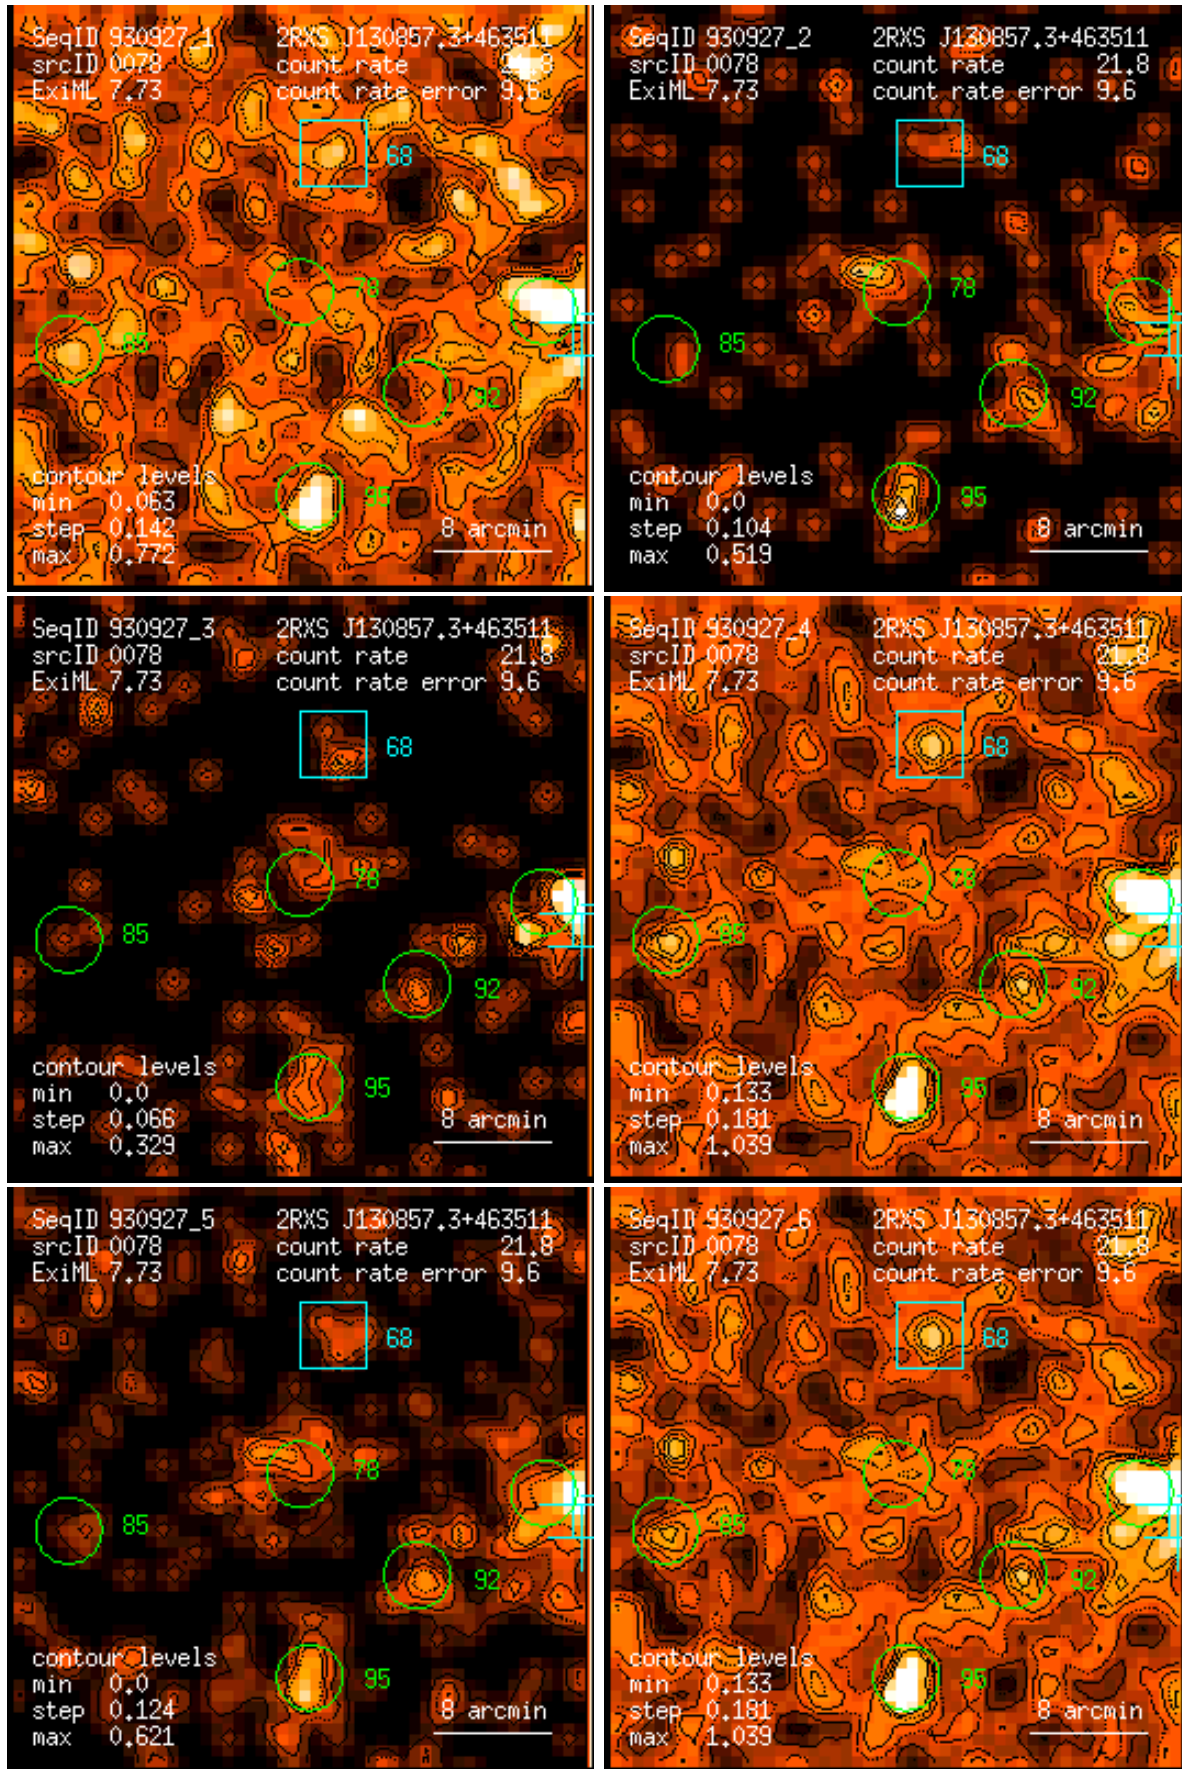 SeqID 930927_1 2RXS J130857.3+463511
srcID 0078 count rate 21.8
ExiML 7.73 count rate error 9.6
68
78
85
92
95
contour levels
min 0.063
step 0.142
max 0.772
8 arcmin
SeqID 930927_2 2RXS J130857.3+463511
srcID 0078 count rate 21.8
ExiML 7.73 count rate error 9.6
68
78
85
92
95
contour levels
min 0.0
step 0.104
max 0.519
8 arcmin
SeqID 930927_3 2RXS J130857.3+463511
srcID 0078 count rate 21.8
ExiML 7.73 count rate error 9.6
68
78
85
92
95
contour levels
min 0.0
step 0.066
max 0.329
8 arcmin
SeqID 930927_4 2RXS J130857.3+463511
srcID 0078 count rate 21.8
ExiML 7.73 count rate error 9.6
68
78
85
92
95
contour levels
min 0.133
step 0.181
max 1.039
8 arcmin
SeqID 930927_5 2RXS J130857.3+463511
srcID 0078 count rate 21.8
ExiML 7.73 count rate error 9.6
68
78
85
92
95
contour levels
min 0.0
step 0.124
max 0.621
8 arcmin
SeqID 930927_6 2RXS J130857.3+463511
srcID 0078 count rate 21.8
ExiML 7.73 count rate error 9.6
68
78
85
92
95
contour levels
min 0.133
step 0.181
max 1.039
8 arcmin